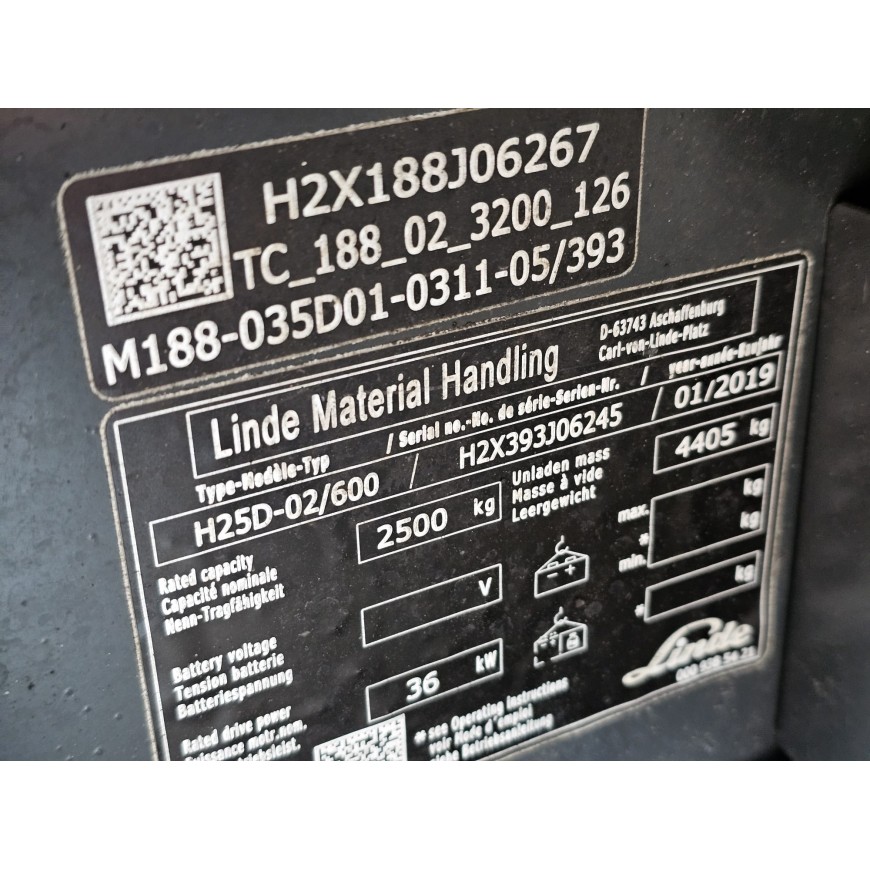 H2X188J06267
TC_188_02_3200_126
M188-035D01-0311-05/393
Linde Material Handling
D-63743 Aschaffenburg
Carl-von-Linde-Platz
Type-Modèle-Typ / Serial no.-No. de série-Serien-Nr. / year-année-Baujahr
H25D-02/600 / H2X393J06245 / 01/2019
Rated capacity
Capacité nominale
Nenn-Tragfähigkeit
2500 kg
Unladen mass
Masse à vide
Leergewicht
4405 kg
Battery voltage
Tension batterie
Batteriespannung
V
- +
max. kg
* kg
min.
* kg
Rated drive power
Puissance motr.nom.
36 kW
* see Operating Instructions
voir Mode d'emploi
siehe Betriebsanleitung
Linde